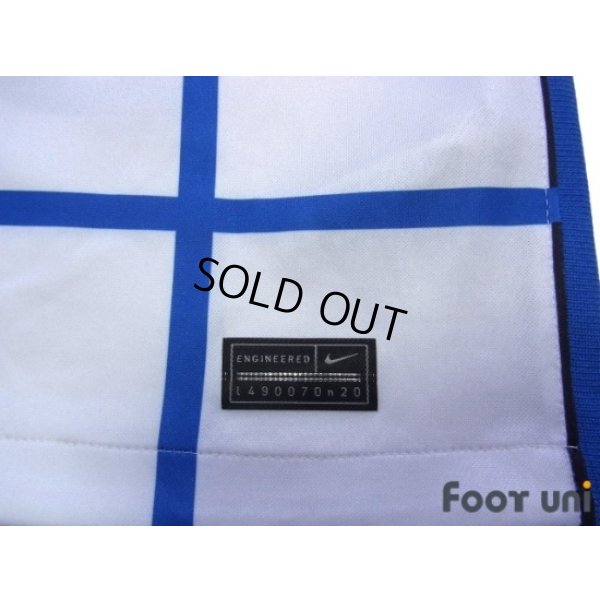 SOLD OUT
ENGINEERED
l490070n20
FOOT UNi